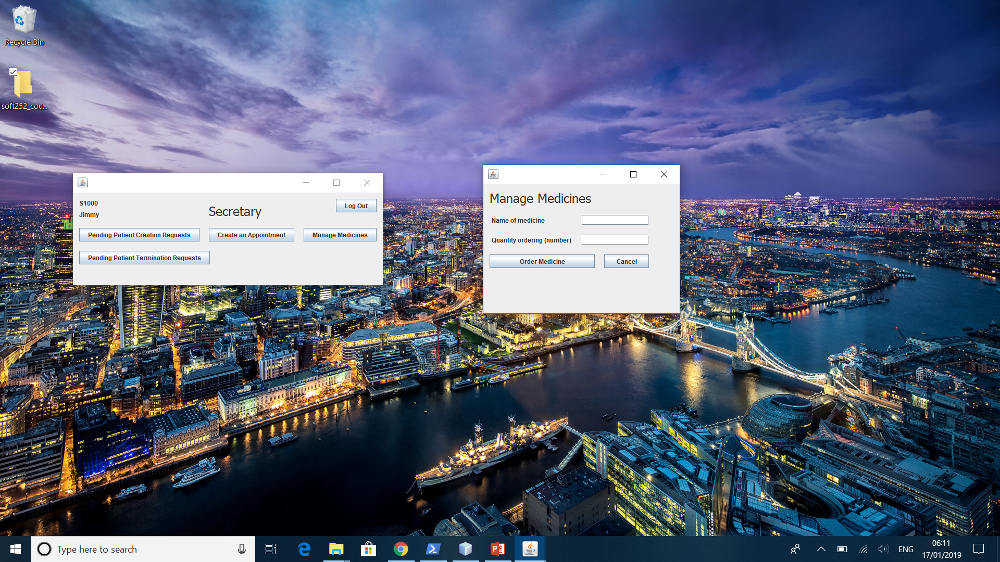 Recycle Bin
soft252_cou...
S1000
Jimmy
Secretary
Log Out
Pending Patient Creation Requests
Create an Appointment
Manage Medicines
Pending Patient Termination Requests
Manage Medicines
Name of medicine
Quantity ordering (number)
Order Medicine
Cancel
Type here to search
ENG
06:11
17/01/2019